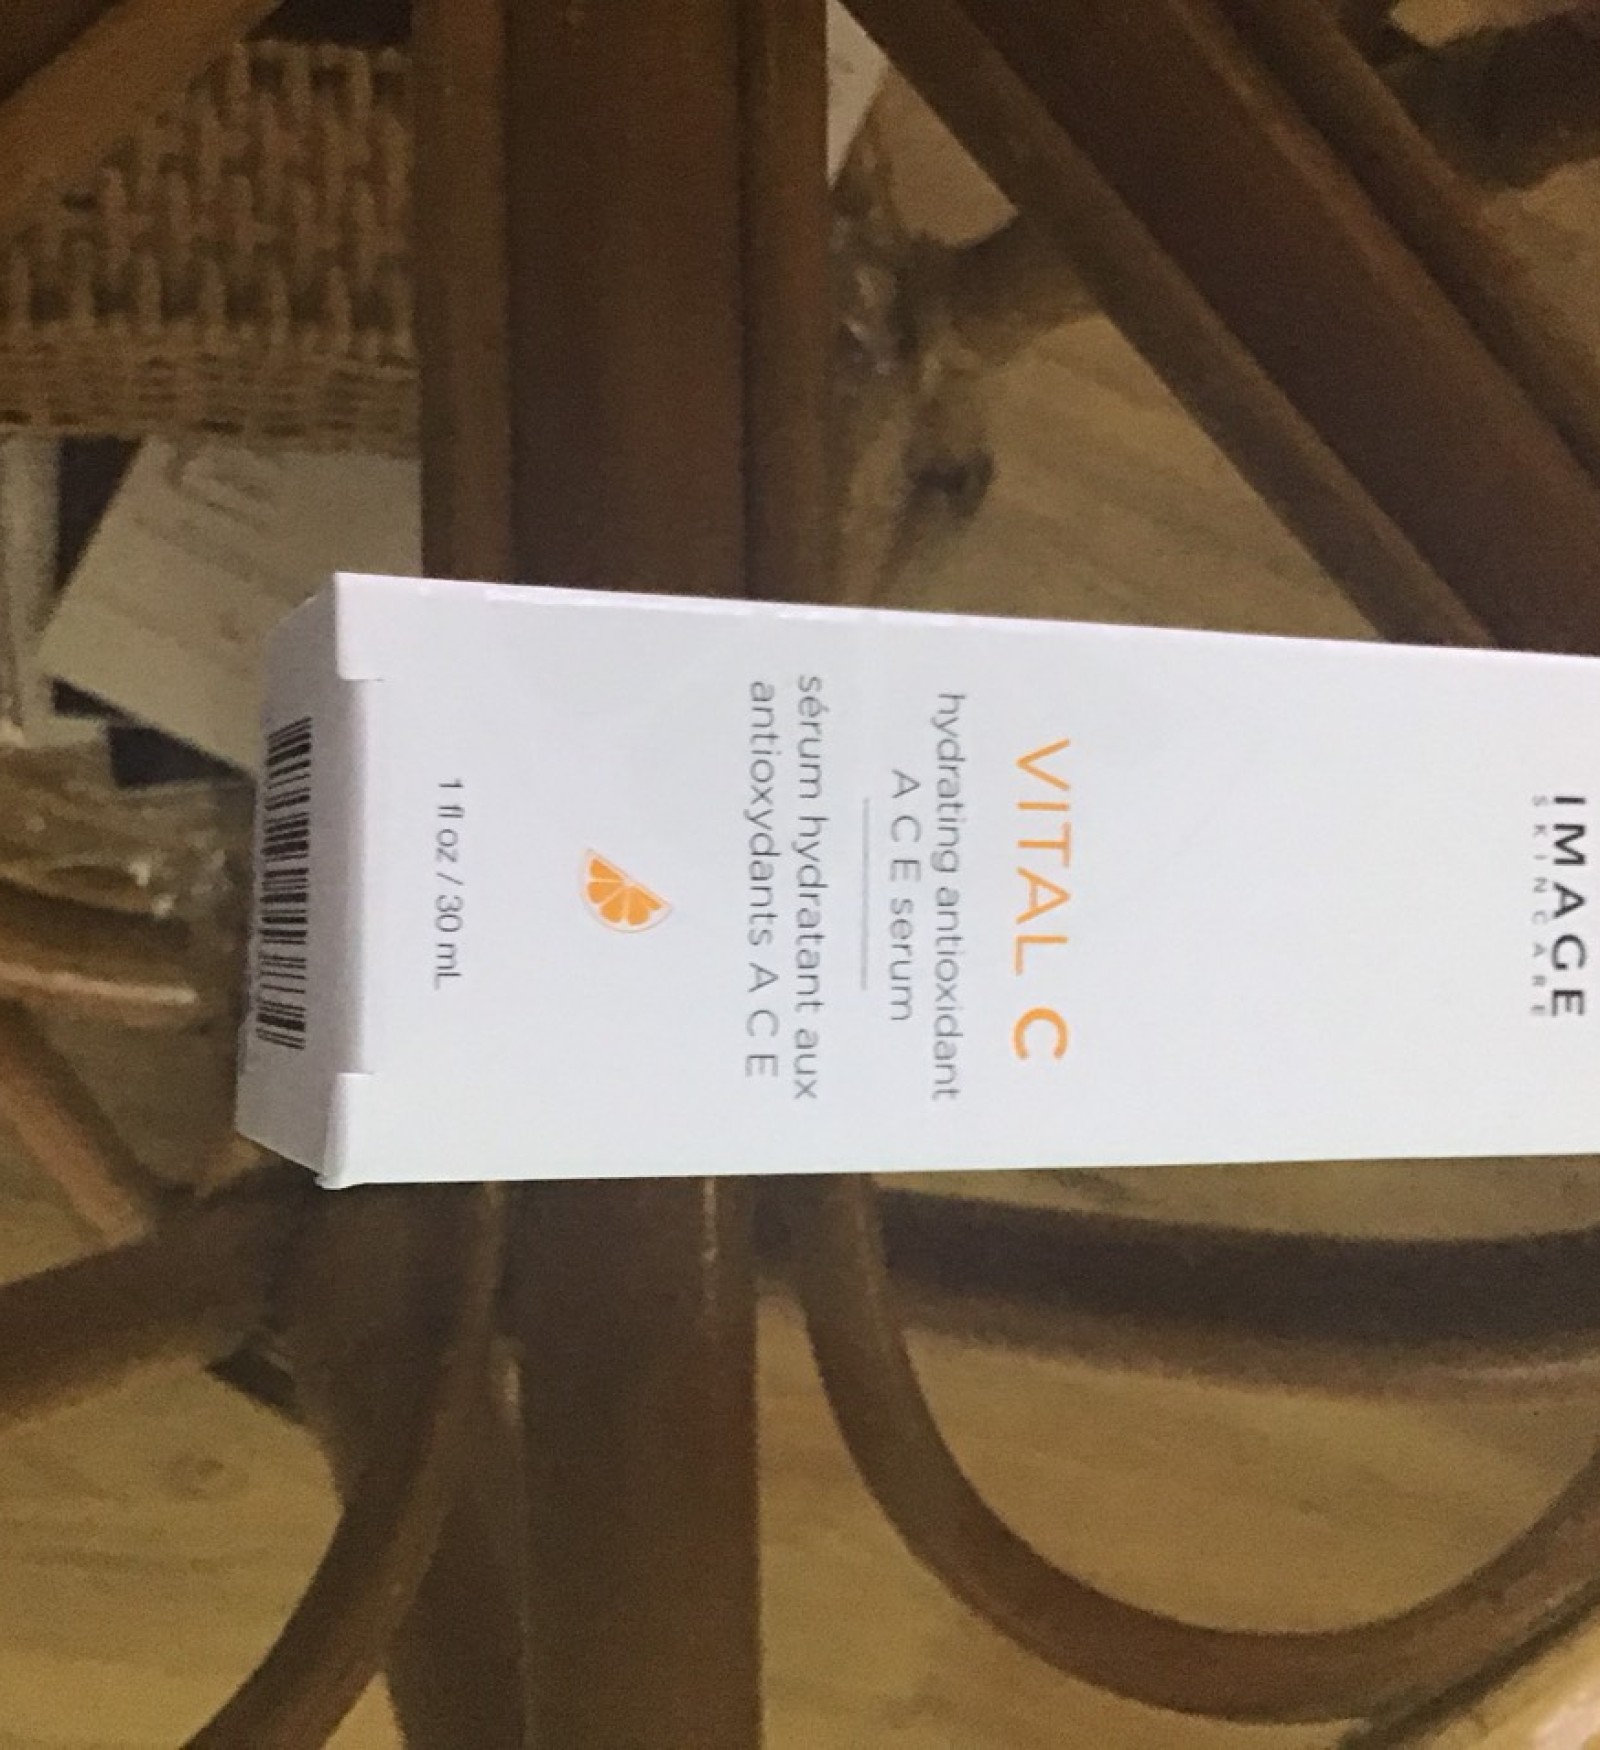 IMAGE
SKINCARE
VITAL C
hydrating antioxidant
A C E serum
sérum hydratant aux
antioxydants A C E
1 fl oz / 30 mL